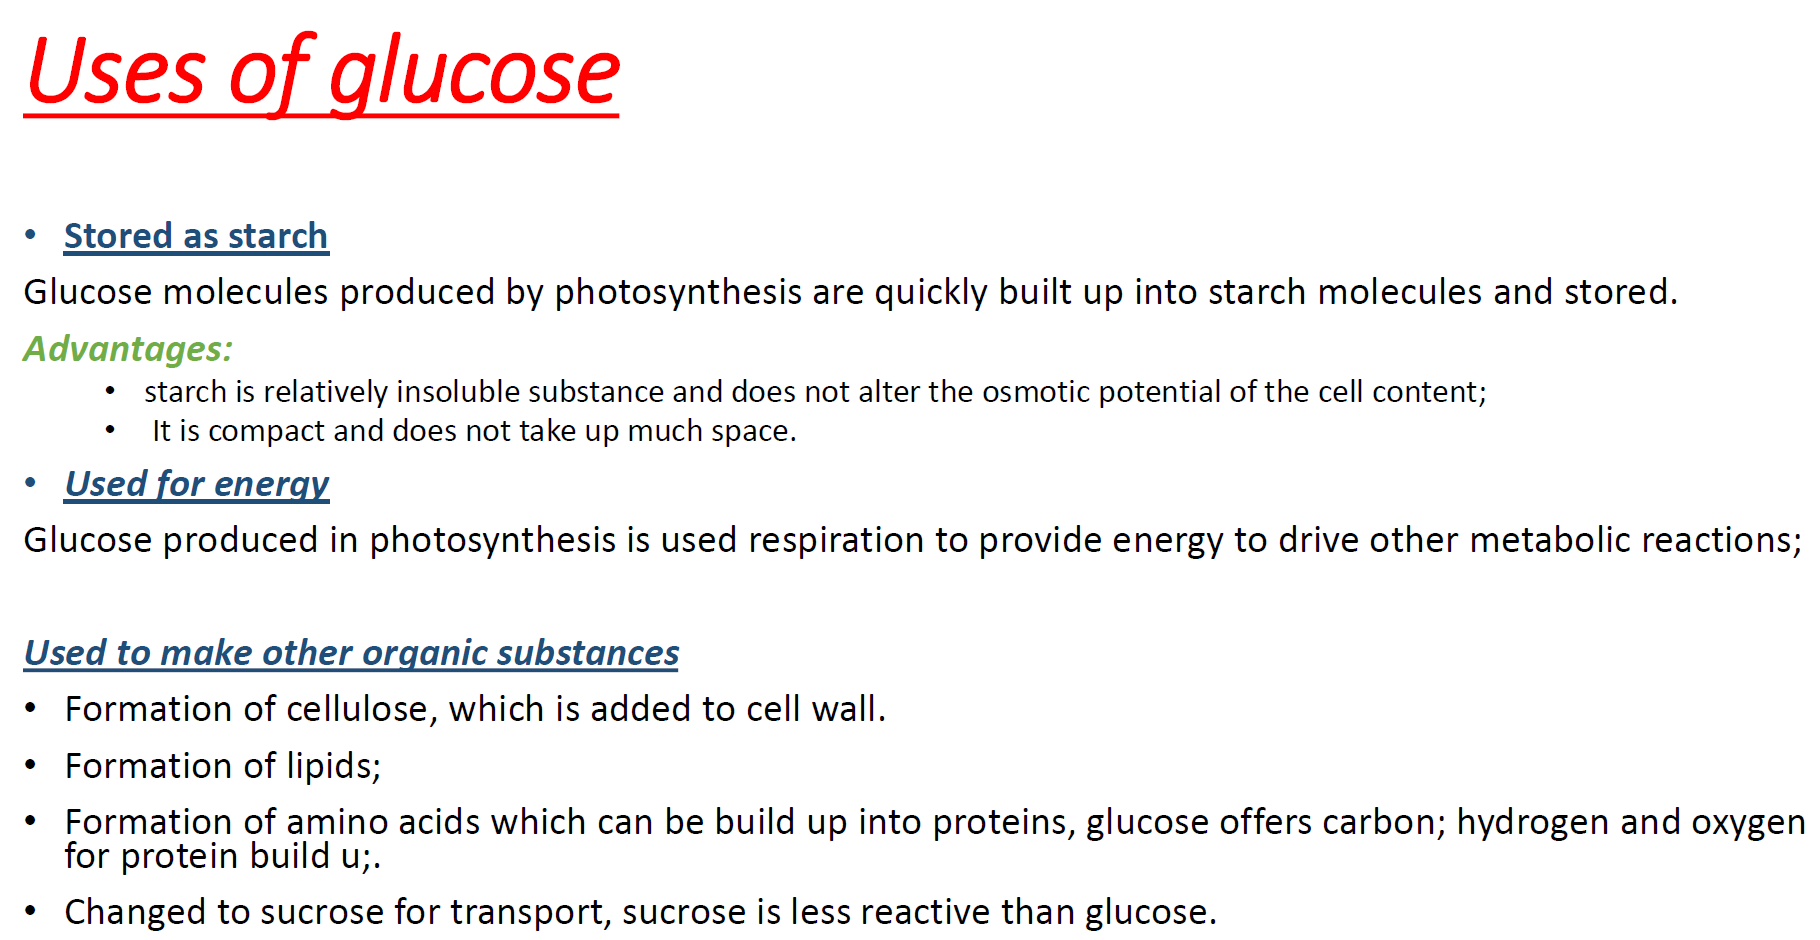 Uses of glucose
• Stored as starch
Glucose molecules produced by photosynthesis are quickly built up into starch molecules and stored.
Advantages:
• starch is relatively insoluble substance and does not alter the osmotic potential of the cell content;
• It is compact and does not take up much space.
• Used for energy
Glucose produced in photosynthesis is used respiration to provide energy to drive other metabolic reactions;
Used to make other organic substances
• Formation of cellulose, which is added to cell wall.
• Formation of lipids;
• Formation of amino acids which can be build up into proteins, glucose offers carbon; hydrogen and oxygen
for protein build u;.
• Changed to sucrose for transport, sucrose is less reactive than glucose.